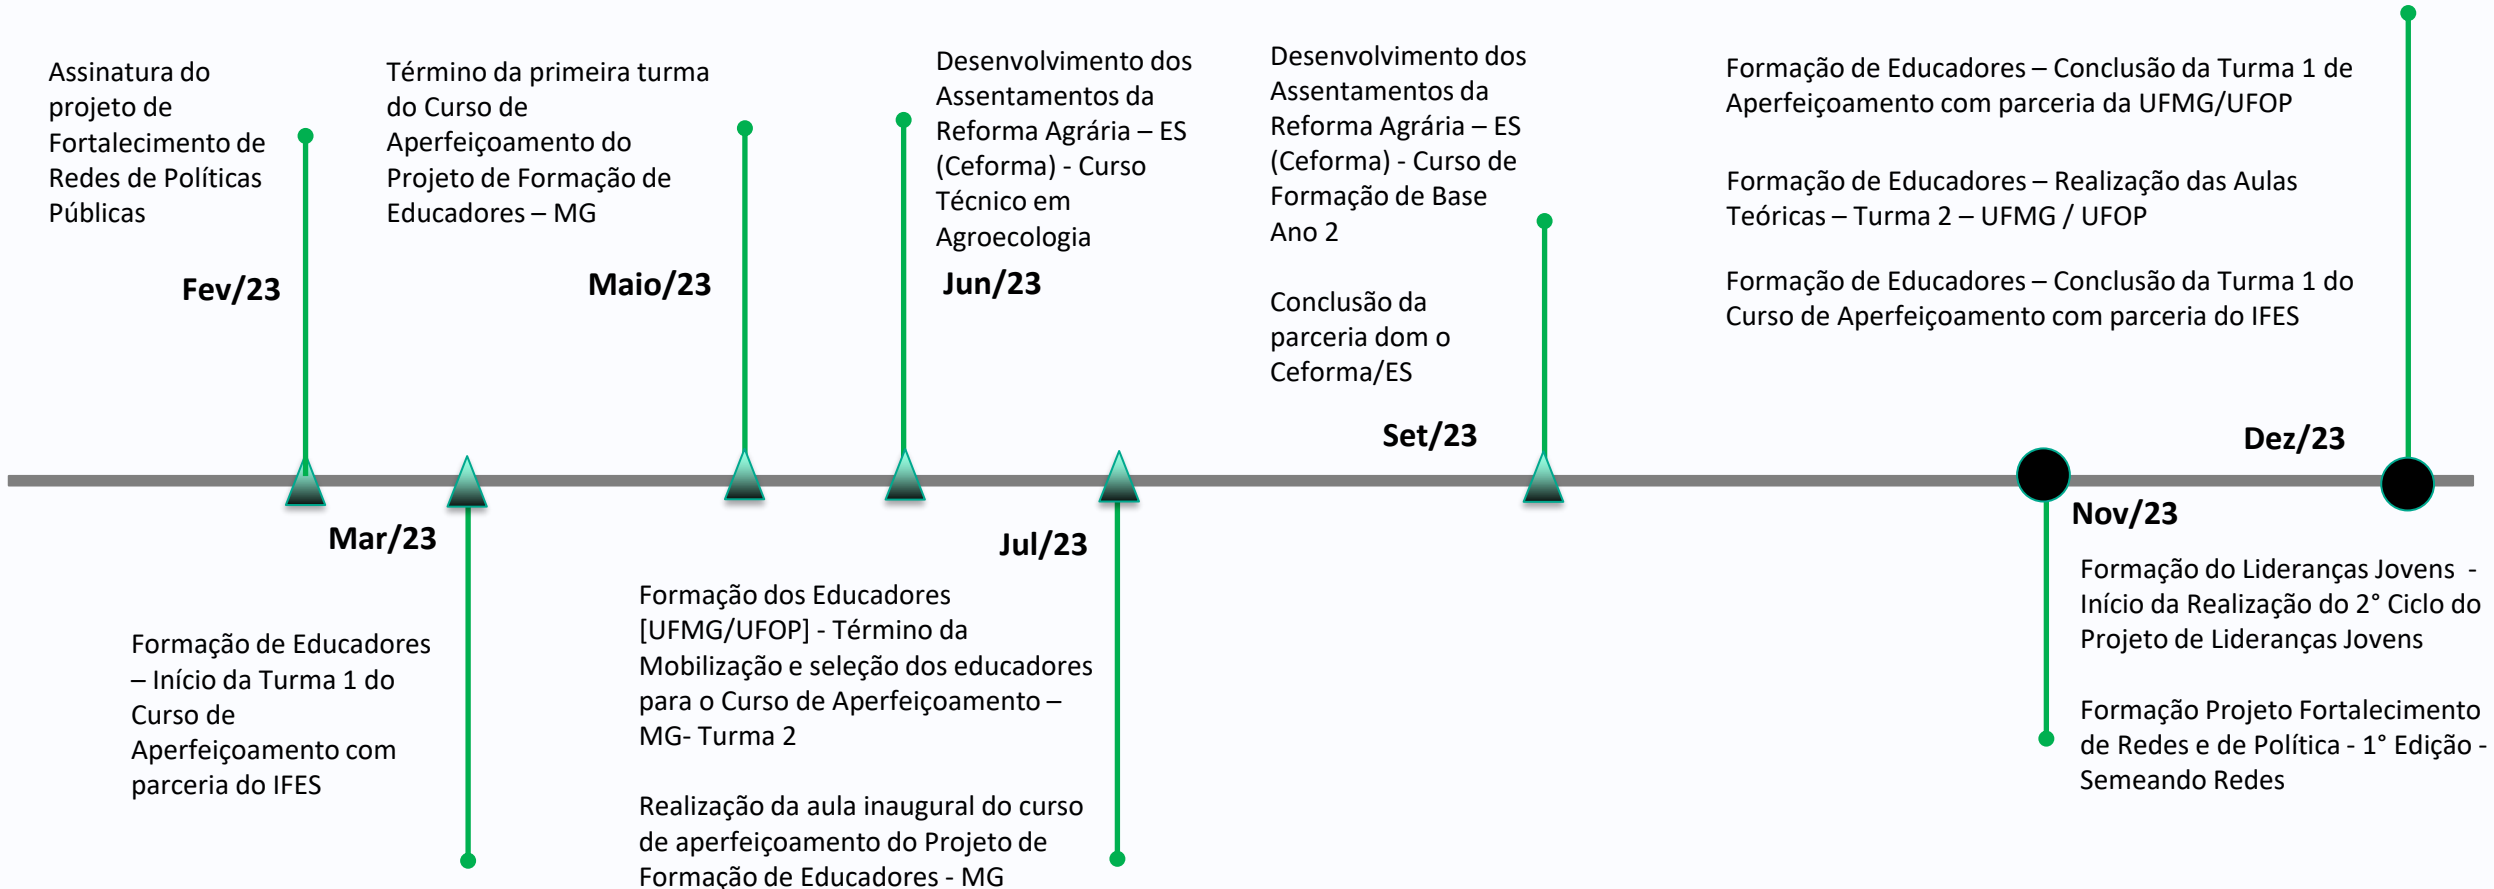 Assinatura do
projeto de
Fortalecimento de
Redes de Políticas
Públicas
Fev/23
Término da primeira turma
do Curso de
Aperfeiçoamento do
Projeto de Formação de
Educadores – MG
Maio/23
Desenvolvimento dos
Assentamentos da
Reforma Agrária – ES
(Ceforma) - Curso
Técnico em
Agroecologia
Jun/23
Desenvolvimento dos
Assentamentos da
Reforma Agrária – ES
(Ceforma) - Curso de
Formação de Base
Ano 2
Conclusão da
parceria dom o
Ceforma/ES
Set/23
Formação de Educadores – Conclusão da Turma 1 de
Aperfeiçoamento com parceria da UFMG/UFOP
Formação de Educadores – Realização das Aulas
Teóricas – Turma 2 – UFMG / UFOP
Formação de Educadores – Conclusão da Turma 1 do
Curso de Aperfeiçoamento com parceria do IFES
Dez/23
Mar/23
Formação de Educadores
– Início da Turma 1 do
Curso de
Aperfeiçoamento com
parceria do IFES
Jul/23
Formação dos Educadores
[UFMG/UFOP] - Término da
Mobilização e seleção dos educadores
para o Curso de Aperfeiçoamento –
MG- Turma 2
Realização da aula inaugural do curso
de aperfeiçoamento do Projeto de
Formação de Educadores - MG
Nov/23
Formação do Lideranças Jovens  -
Início da Realização do 2° Ciclo do
Projeto de Lideranças Jovens
Formação Projeto Fortalecimento
de Redes e de Política - 1° Edição -
Semeando Redes